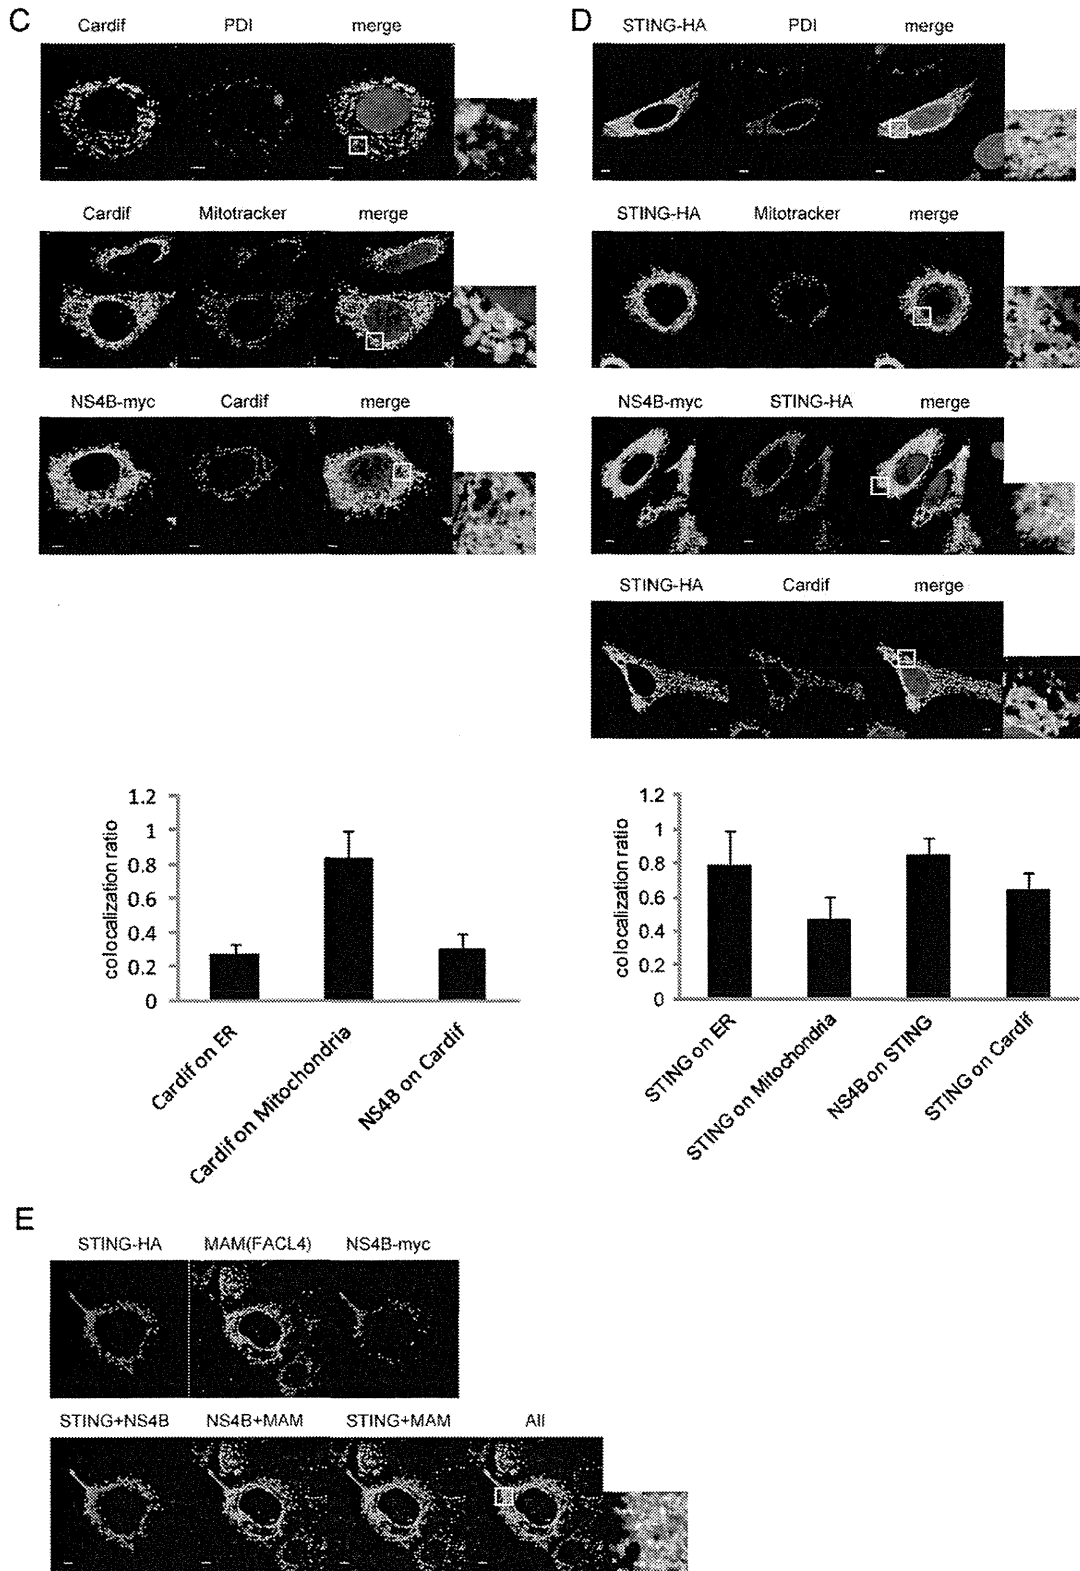 C
Cardif PDI merge
Cardif Mitotracker merge
NS4B-myc Cardif merge
colocalization ratio
1.2
1
0.8
0.6
0.4
0.2
0
Cardif on ER
Cardif on Mitochondria
NS4B on Cardif
D
STING-HA PDI merge
STING-HA Mitotracker merge
NS4B-myc STING-HA merge
STING-HA Cardif merge
colocalization ratio
1.2
1
0.8
0.6
0.4
0.2
0
STING on ER
STING on Mitochondria
NS4B on STING
STING on Cardif
E
STING-HA MAM(FACL4) NS4B-myc
STING+NS4B NS4B+MAM STING+MAM All